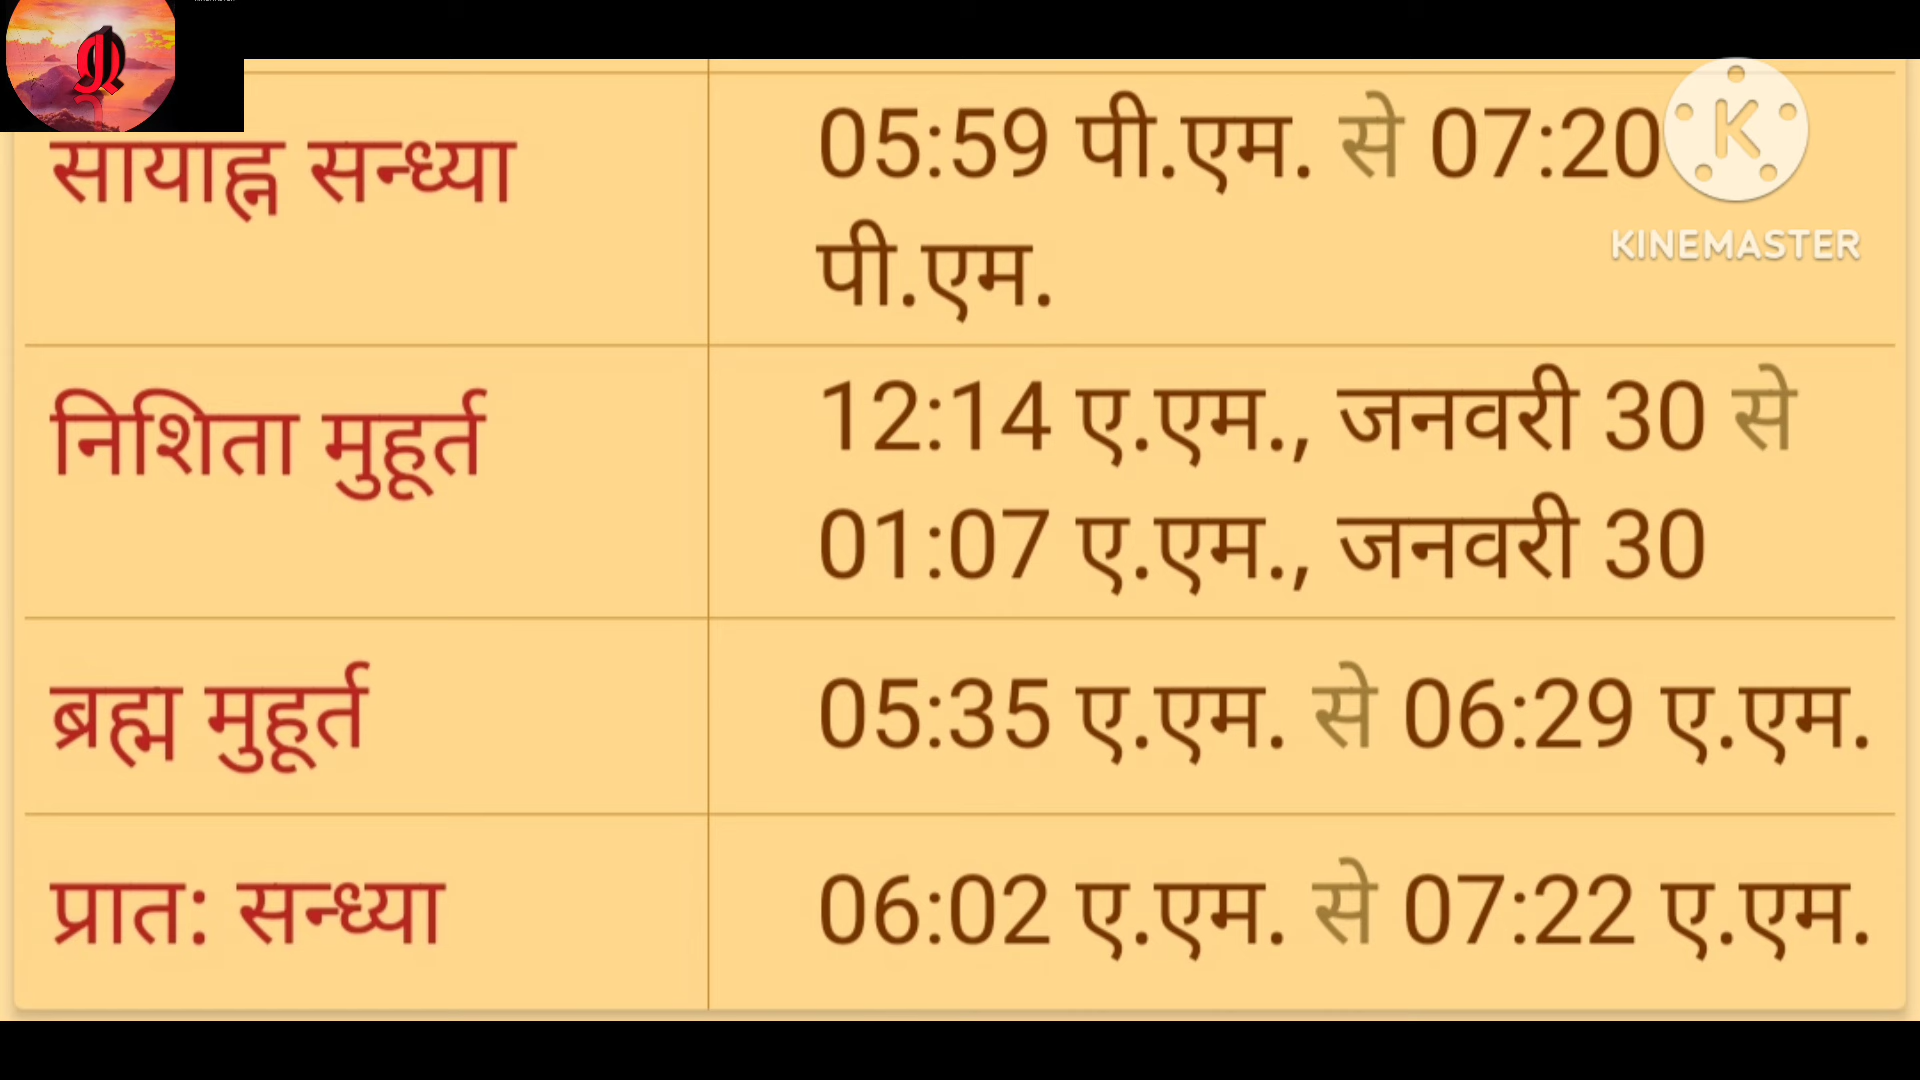 सायाह्न सन्ध्या
05:59 पी.एम. से 07:20
पी.एम.
KINEMASTER
निशिता मुहूर्त
12:14 ए.एम., जनवरी 30 से
01:07 ए.एम., जनवरी 30
ब्रह्म मुहूर्त
05:35 ए.एम. से 06:29 ए.एम.
प्रात: सन्ध्या
06:02 ए.एम. से 07:22 ए.एम.